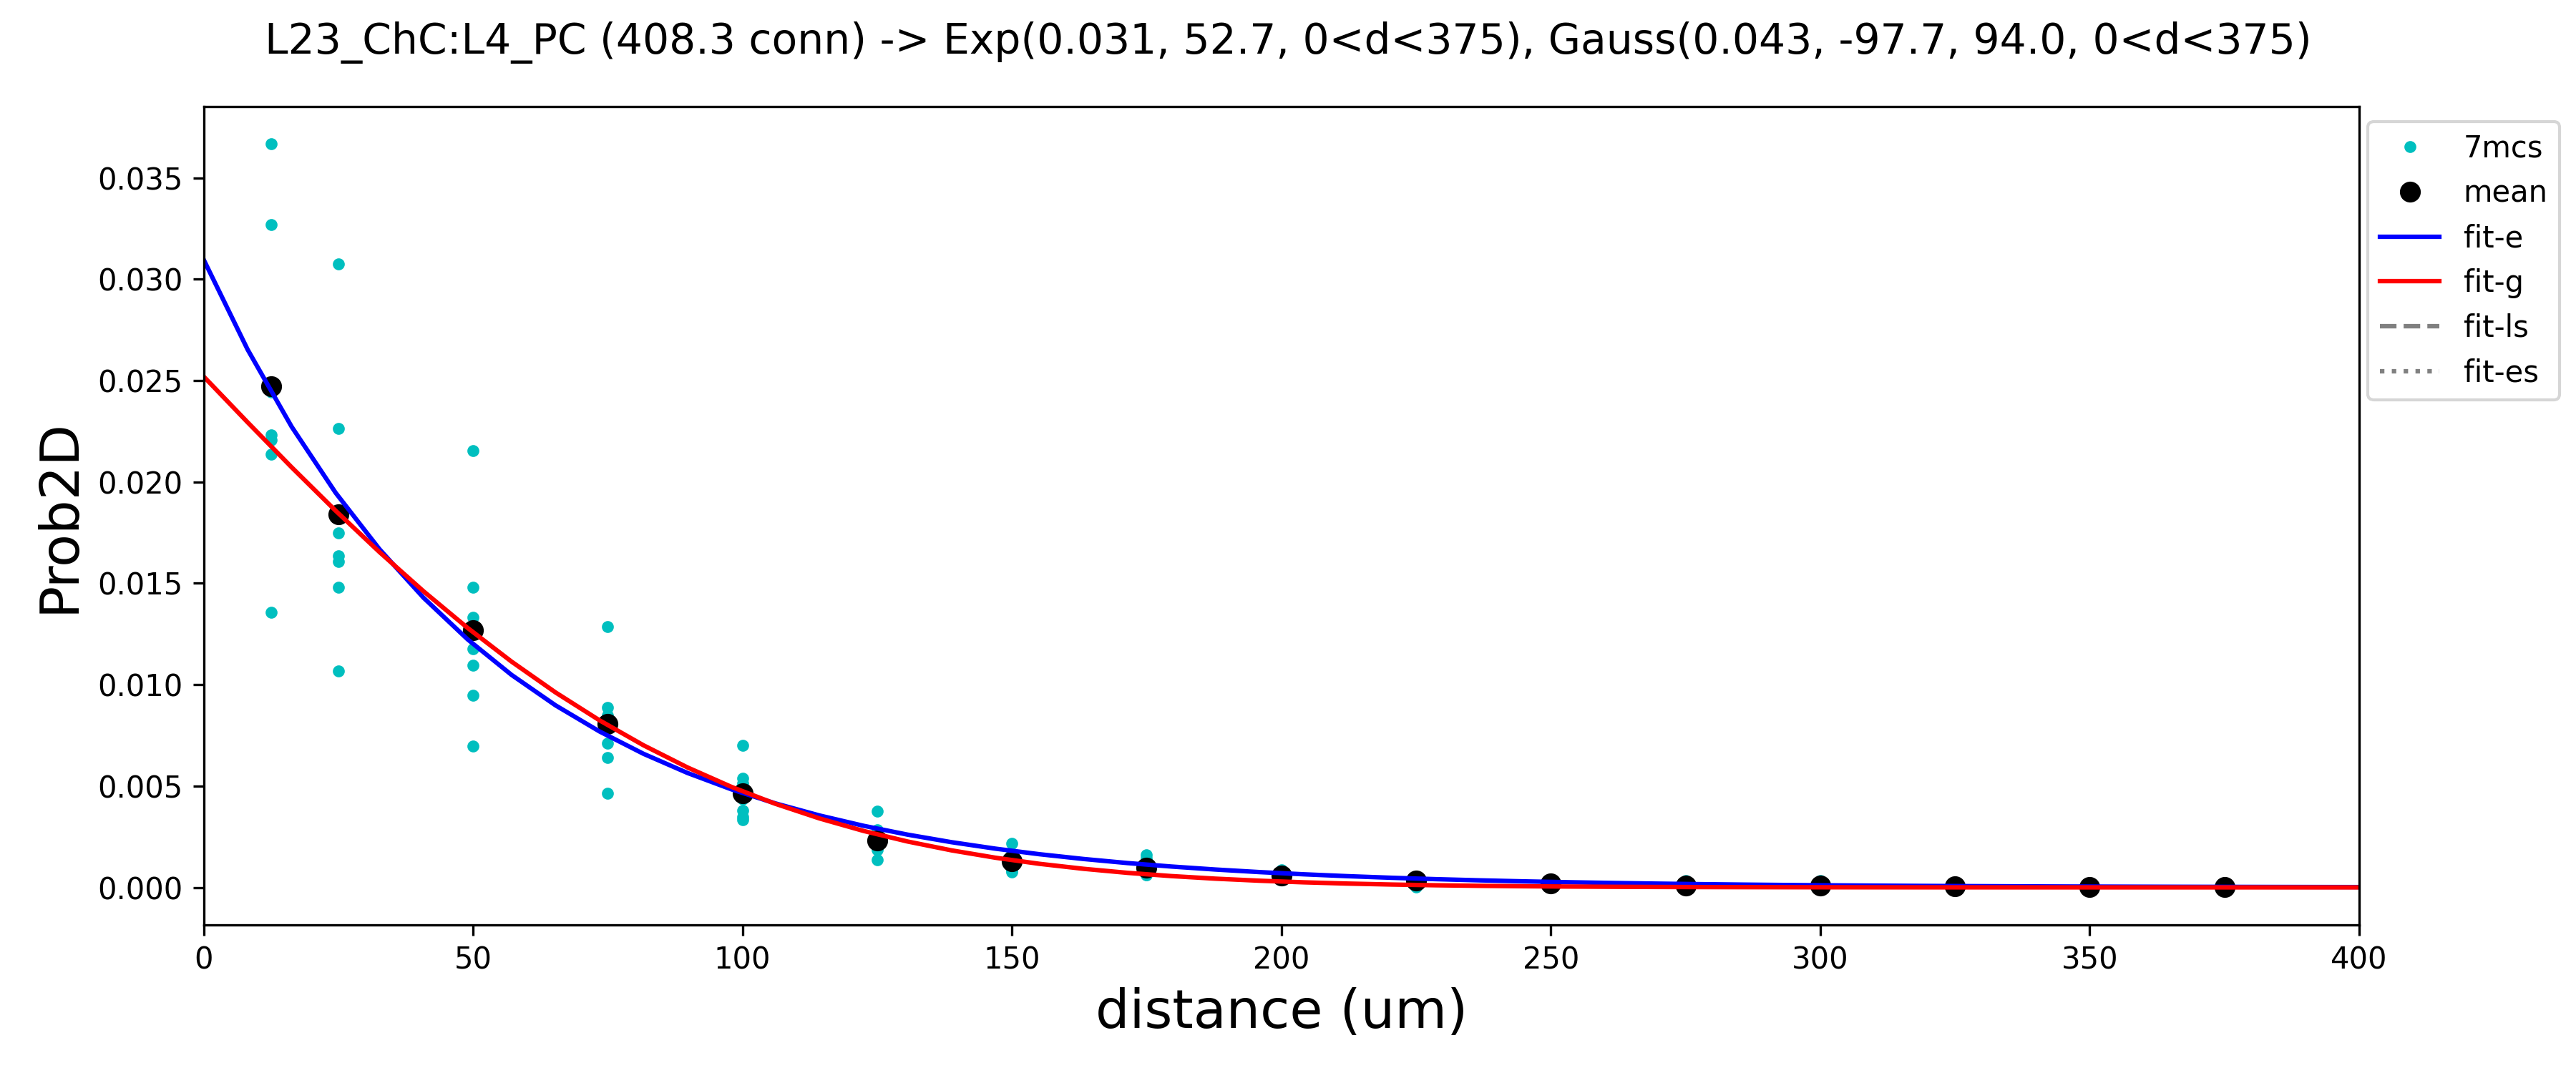 L23_ChC:L4_PC (408.3 conn) -> Exp(0.031, 52.7, 0<d<375), Gauss(0.043, -97.7, 94.0, 0<d<375)
7mcs
mean
fit-e
fit-g
fit-ls
fit-es
Prob2D
0.035
0.030
0.025
0.020
0.015
0.010
0.005
0.000
0 50 100 150 200 250 300 350 400
distance (um)